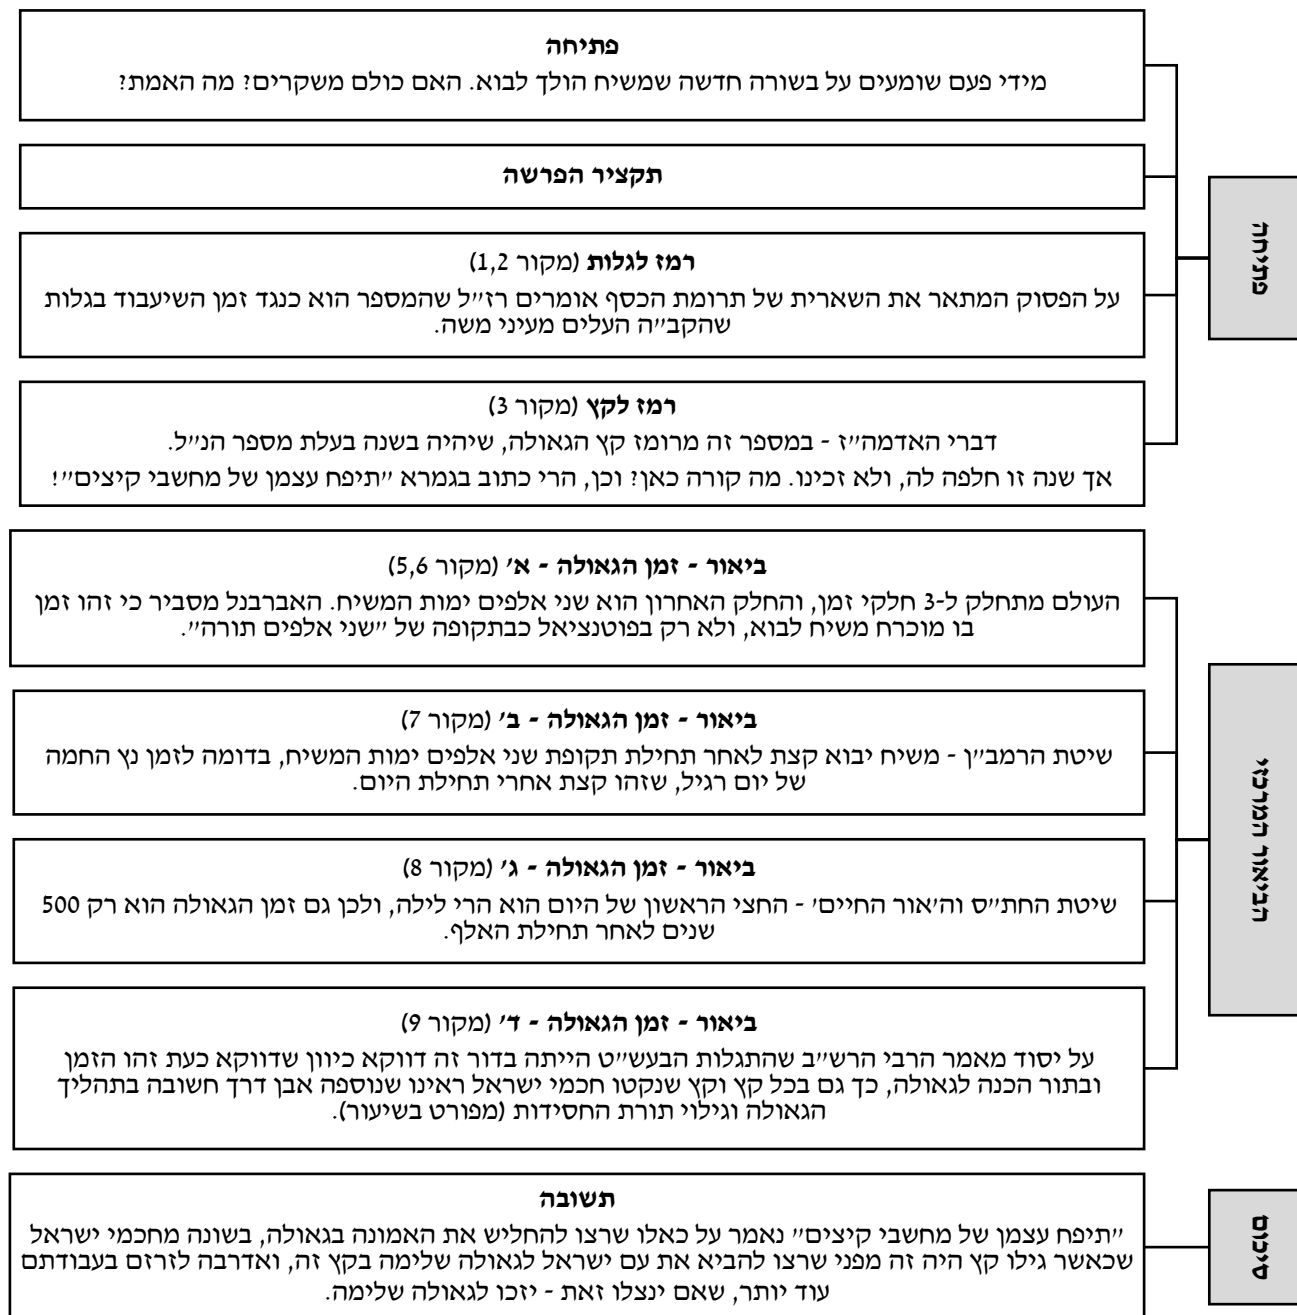 פתיחה
פתיחה
מידי פעם שומעים על בשורה חדשה שמשיח הולך לבוא. האם כולם משקרים? מה האמת?
תקציר הפרשה
רמז לגלות (מקור 1,2)
על הפסוק המתאר את השארית של תרומת הכסף אומרים רז״ל שהמספר הוא כנגד זמן השיעבוד בגלות
שהקב״ה העלים מעיני משה.
רמז לקץ (מקור 3)
דברי האדמה״ז - במספר זה מרומז קץ הגאולה, שיהיה בשנה בעלת מספר הנ״ל.
אך שנה זו חלפה לה, ולא זכינו. מה קורה כאן? וכן, הרי כתוב בגמרא ״תיפח עצמן של מחשבי קיצים״!
הביאור המרכזי
ביאור - זמן הגאולה - א׳ (מקור 5,6)
העולם מתחלק ל-3 חלקי זמן, והחלק האחרון הוא שני אלפים ימות המשיח. האברבנל מסביר כי זהו זמן
בו מוכרח משיח לבוא, ולא רק בפוטנציאל כבתקופה של ״שני אלפים תורה״.
ביאור - זמן הגאולה - ב׳ (מקור 7)
שיטת הרמב״ן - משיח יבוא קצת לאחר תחילת תקופת שני אלפים ימות המשיח, בדומה לזמן נץ החמה
של יום רגיל, שזהו קצת אחרי תחילת היום.
ביאור - זמן הגאולה - ג׳ (מקור 8)
שיטת החת״ס וה׳אור החיים׳ - החצי הראשון של היום הוא הרי לילה, ולכן גם זמן הגאולה הוא רק 500
שנים לאחר תחילת האלף.
ביאור - זמן הגאולה - ד׳ (מקור 9)
על יסוד מאמר הרבי הרש״ב שהתגלות הבעש״ט הייתה בדור זה דווקא כיוון שדווקא כעת זהו הזמן
ובתור הכנה לגאולה, כך גם בכל קץ וקץ שנקטו חכמי ישראל ראינו שנוספה אבן דרך חשובה בתהליך
הגאולה וגילוי תורת החסידות (מפורט בשיעור).
סיכום
תשובה
״תיפח עצמן של מחשבי קיצים״ נאמר על כאלו שרצו להחליש את האמונה בגאולה, בשונה מחכמי ישראל
שכאשר גילו קץ היה זה מפני שרצו להביא את עם ישראל לגאולה שלימה בקץ זה, ואדרבה לזרזם בעבודתם
עוד יותר, שאם ינצלו זאת - יזכו לגאולה שלימה.